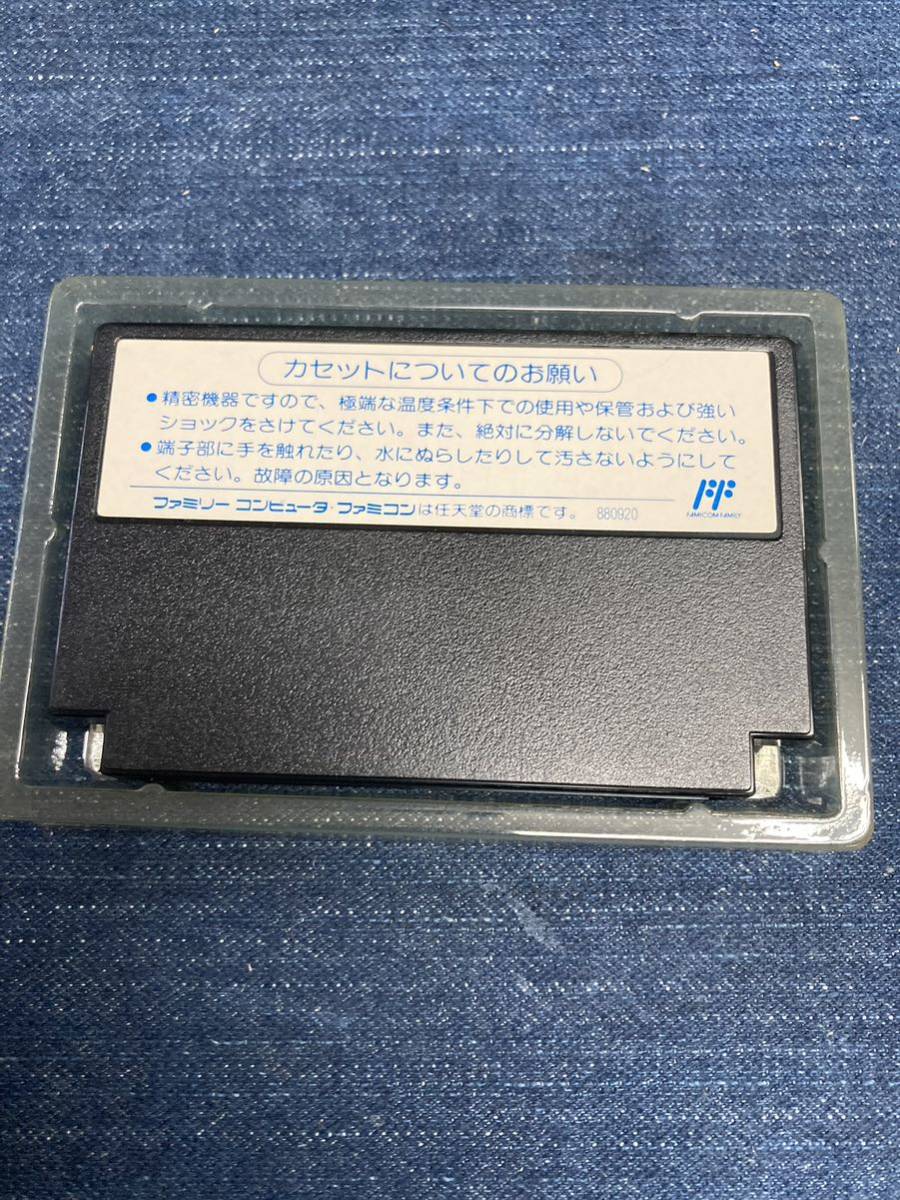 カセットについてのお願い
●精密機器ですので、極端な温度条件下での使用や保管および強い
ショックをさけてください。また、絶対に分解しないでください。
●端子部に手を触れたり、水にぬらしたりして汚さないようにして
ください。故障の原因となります。
ファミリー コンピュータ・ファミコンは任天堂の商標です。 880920
FF
FAMICOM FAMILY